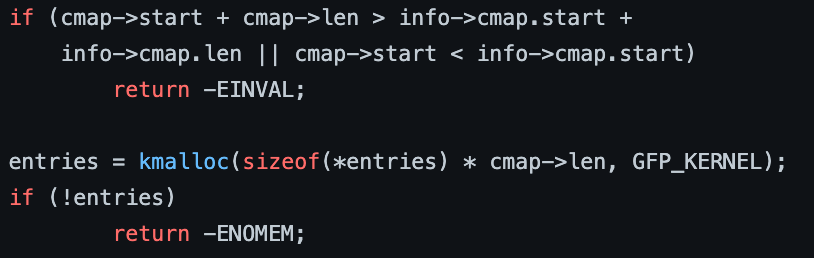 if (cmap->start + cmap->len > info->cmap.start +
info->cmap.len || cmap->start < info->cmap.start)
return -EINVAL;
entries = kmalloc(sizeof(*entries) * cmap->len, GFP_KERNEL);
if (!entries)
return -ENOMEM;